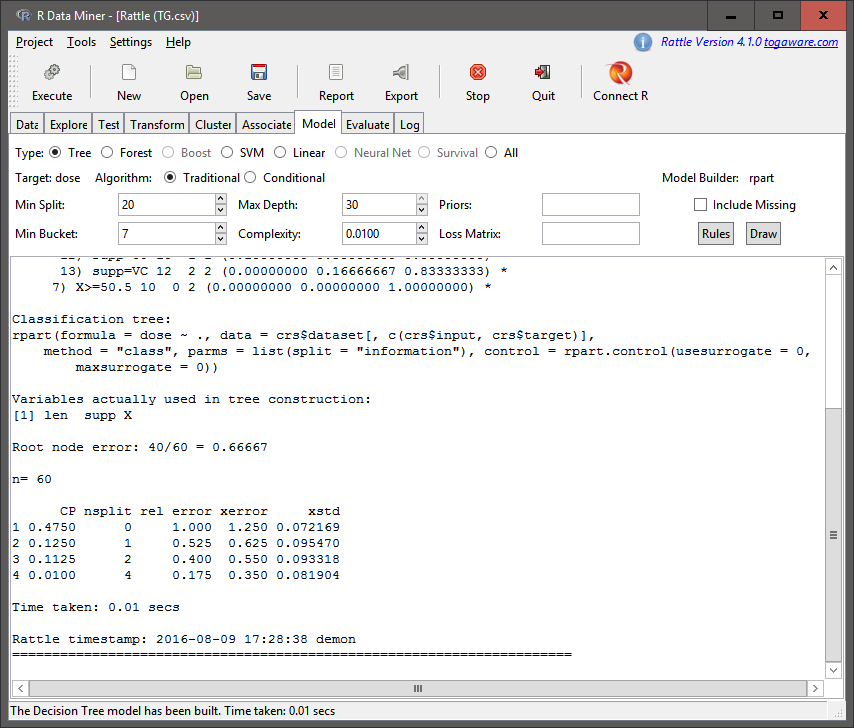 R Data Miner - [Rattle (TG.csv)]
Project Tools Settings Help
Rattle Version 4.1.0 togaware.com
Execute New Open Save Report Export Stop Quit Connect R
Data Explore Test Transform Cluster Associate Model Evaluate Log
Type: Tree Forest Boost SVM Linear Neural Net Survival All
Target: dose Algorithm: Traditional Conditional Model Builder: rpart
Min Split: 20 Max Depth: 30 Priors: Include Missing
Min Bucket: 7 Complexity: 0.0100 Loss Matrix: Rules Draw
13) supp=VC 12 2 2 (0.00000000 0.16666667 0.83333333) *
7) X>=50.5 10 0 2 (0.00000000 0.00000000 1.00000000) *
Classification tree:
rpart(formula = dose ~ ., data = crs$dataset[, c(crs$input, crs$target)],
method = "class", parms = list(split = "information"), control = rpart.control(usesurrogate = 0,
maxsurrogate = 0))
Variables actually used in tree construction:
[1] len supp X
Root node error: 40/60 = 0.66667
n= 60
CP nsplit rel error xerror xstd
1 0.4750 0 1.000 1.250 0.072169
2 0.1250 1 0.525 0.625 0.095470
3 0.1125 2 0.400 0.550 0.093318
4 0.0100 4 0.175 0.350 0.081904
Time taken: 0.01 secs
Rattle timestamp: 2016-08-09 17:28:38 demon
======================================================================
The Decision Tree model has been built. Time taken: 0.01 secs